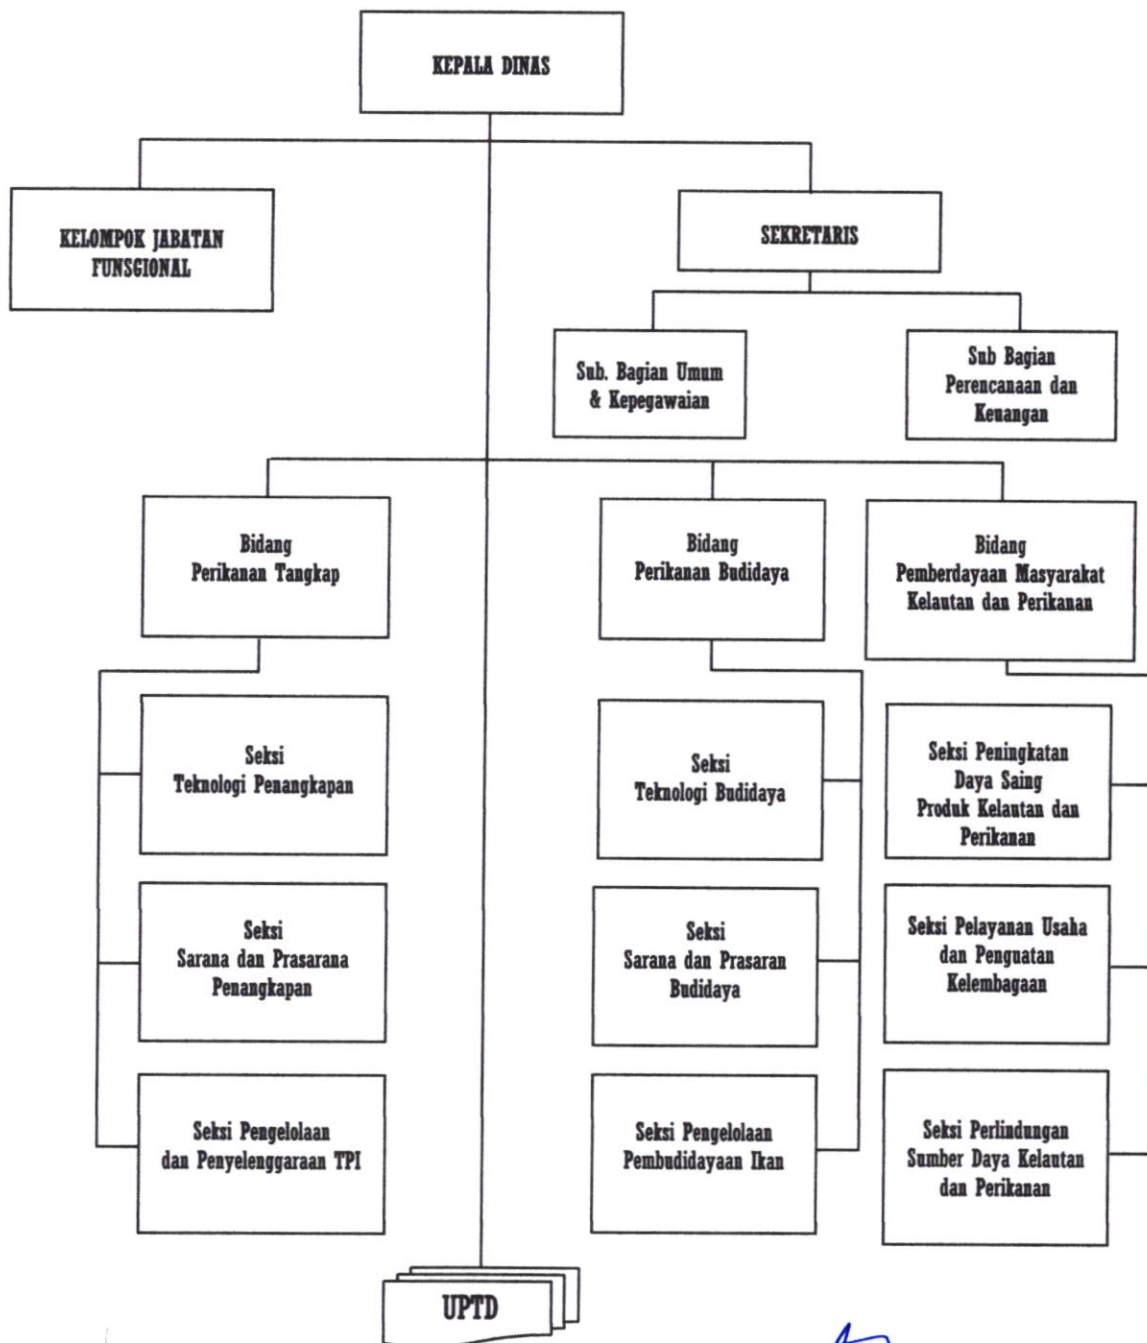 KEPALA DINAS
KELOMPOK JABATAN
FUNSGIONAL
SEKRETARIS
Sub. Bagian Umum
& Kepegawaian
Sub Bagian
Perencanaan dan
Keuangan
Bidang
Perikanan Tangkap
Bidang
Perikanan Budidaya
Bidang
Pemberdayaan Masyarakat
Kelautan dan Perikanan
Seksi
Teknologi Penangkapan
Seksi
Teknologi Budidaya
Seksi Peningkatan
Daya Saing
Produk Kelautan dan
Perikanan
Seksi
Sarana dan Prasarana
Penangkapan
Seksi
Sarana dan Prasaran
Budidaya
Seksi Pelayanan Usaha
dan Penguatan
Kelembagaan
Seksi Pengelolaan
dan Penyelenggaraan TPI
Seksi Pengelolaan
Pembudidayaan Ikan
Seksi Perlindungan
Sumber Daya Kelautan
dan Perikanan
UPTD